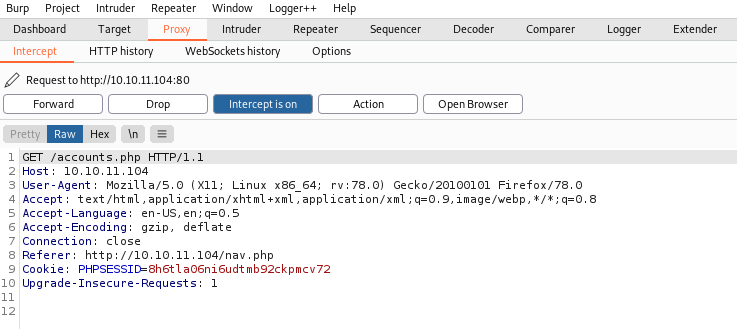 Burp Project Intruder Repeater Window Logger++ Help
Dashboard Target Proxy Intruder Repeater Sequencer Decoder Comparer Logger Extender
Intercept HTTP history WebSockets history Options
Request to http://10.10.11.104:80
Forward Drop Intercept is on Action Open Browser
Pretty Raw Hex \n
1 GET /accounts.php HTTP/1.1
2 Host: 10.10.11.104
3 User-Agent: Mozilla/5.0 (X11; Linux x86_64; rv:78.0) Gecko/20100101 Firefox/78.0
4 Accept: text/html,application/xhtml+xml,application/xml;q=0.9,image/webp,*/*;q=0.8
5 Accept-Language: en-US,en;q=0.5
6 Accept-Encoding: gzip, deflate
7 Connection: close
8 Referer: http://10.10.11.104/nav.php
9 Cookie: PHPSESSID=8h6tla06ni6udtmb92ckpmcv72
10 Upgrade-Insecure-Requests: 1
11
12